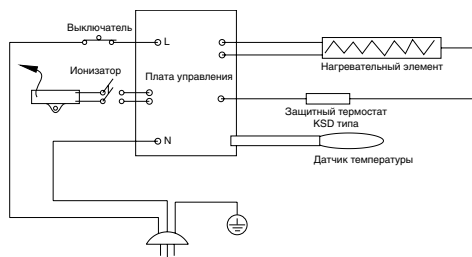 Выключатель
L
Ионизатор
Плата управления
Нагревательный элемент
Защитный термостат
KSD типа
N
Датчик температуры